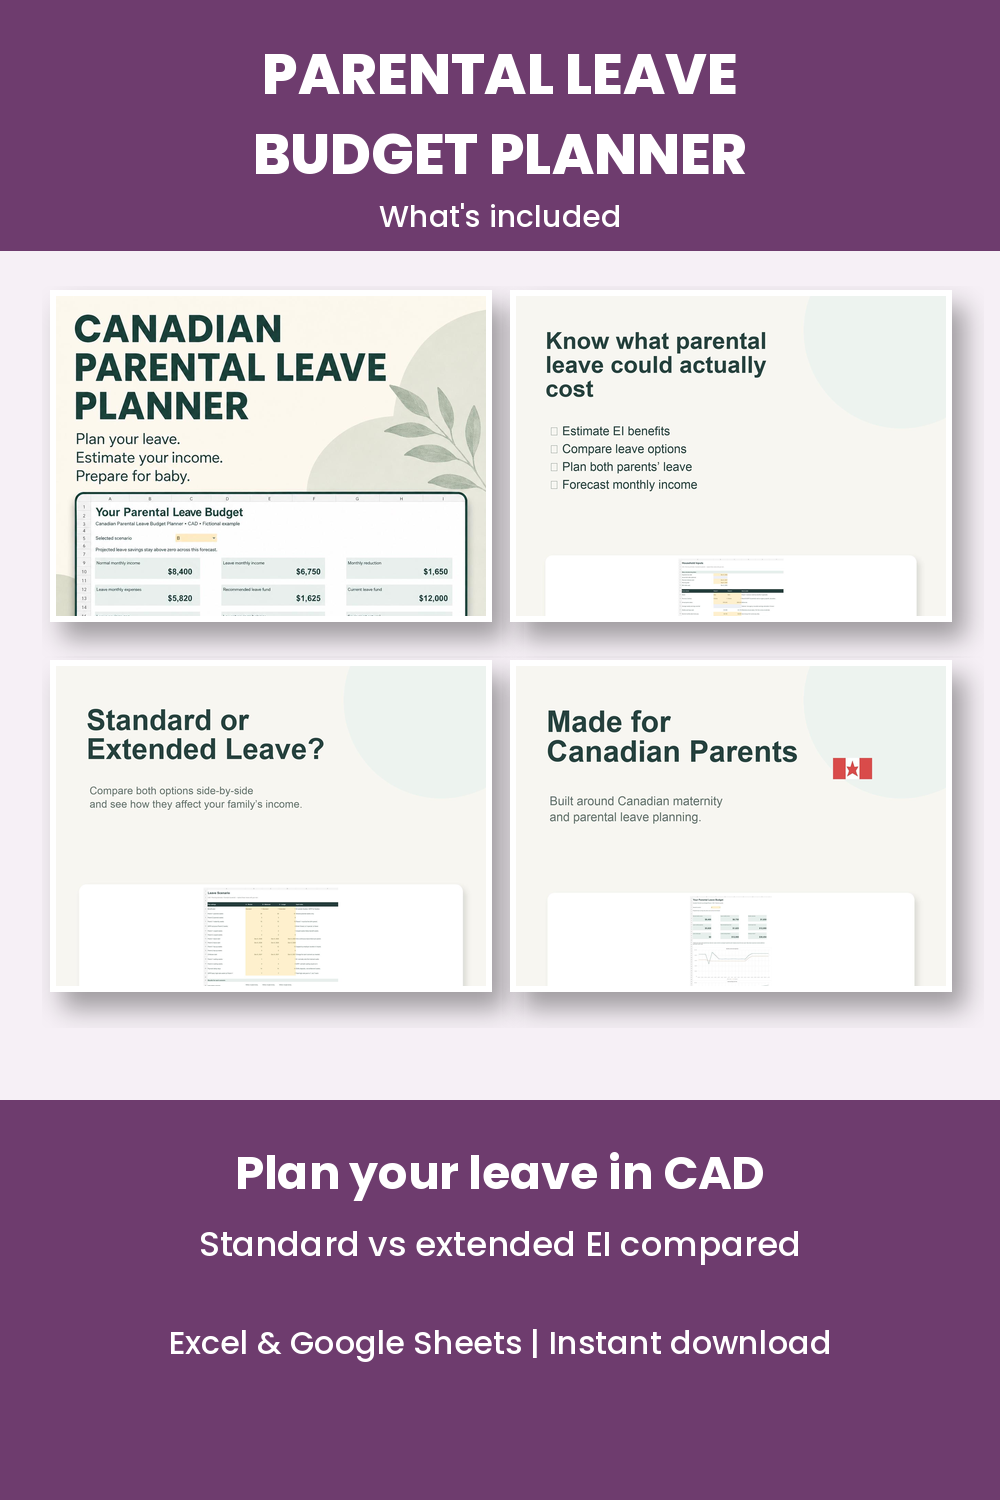 PARENTAL LEAVE
BUDGET PLANNER
What's included
CANADIAN
PARENTAL LEAVE
PLANNER
Plan your leave.
Estimate your income.
Prepare for baby.
A B C D E F G H I
Your Parental Leave Budget
Canadian Parental Leave Budget Planner • CAD • Fictional example
Selected scenario B
Projected leave savings stay above zero across this forecast.
Normal monthly income Leave monthly income Monthly reduction
$8,400 $6,750 $1,650
Leave monthly expenses Recommended leave fund Current leave fund
$5,820 $1,625 $12,000
Know what parental
leave could actually
cost
Estimate EI benefits
Compare leave options
Plan both parents’ leave
Forecast monthly income
Standard or
Extended Leave?
Compare both options side-by-side
and see how they affect your family’s income.
Leave Scenario
Made for
Canadian Parents
Built around Canadian maternity
and parental leave planning.
Your Parental Leave Budget
Plan your leave in CAD
Standard vs extended EI compared
Excel & Google Sheets | Instant download